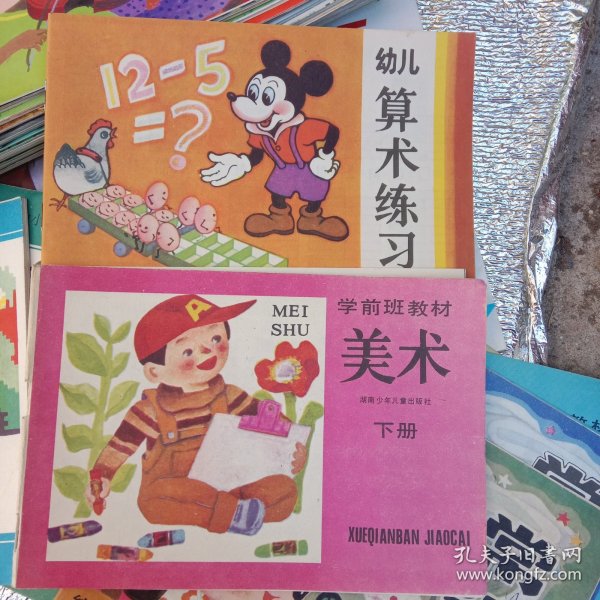 12-5
=?
幼儿
算术练习
MEI
SHU
学前班教材
美术
湖南少年儿童出版社
下册
A
XUEQIANBAN JIAOCAI
学
学
孔夫子旧书网
www.kongfz.com